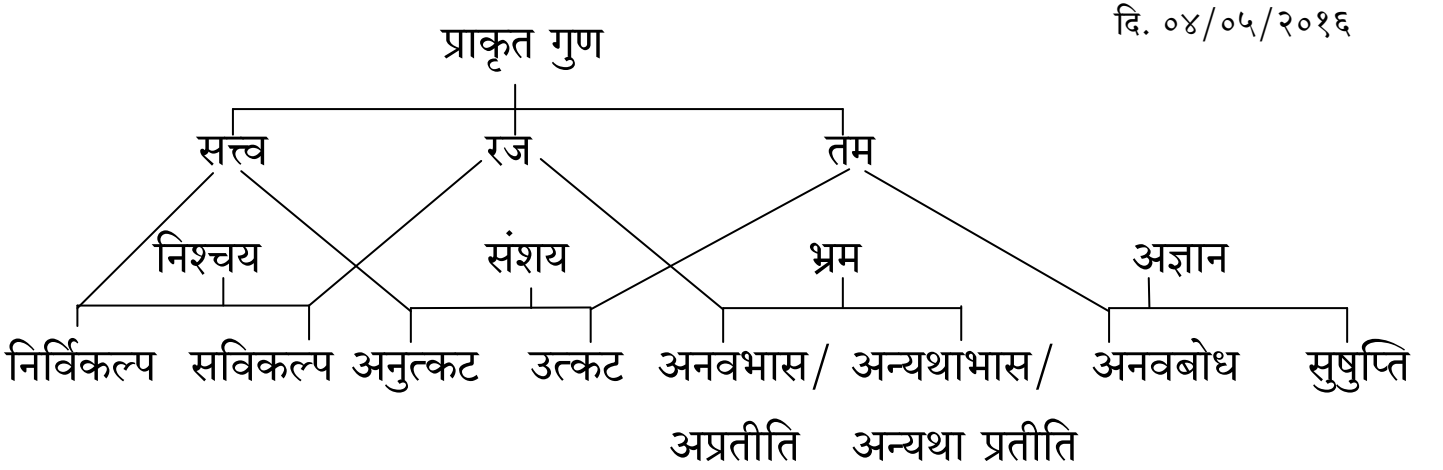 दि. ०४/०५/२०१६
प्राकृत गुण
सत्त्व रज तम
निश्चय संशय भ्रम अज्ञान
निर्विकल्प सविकल्प अनुत्कट उत्कट अनवभास/ अन्यथाभास/ अनवबोध सुषुप्ति
अप्रतीति अन्यथा प्रतीति